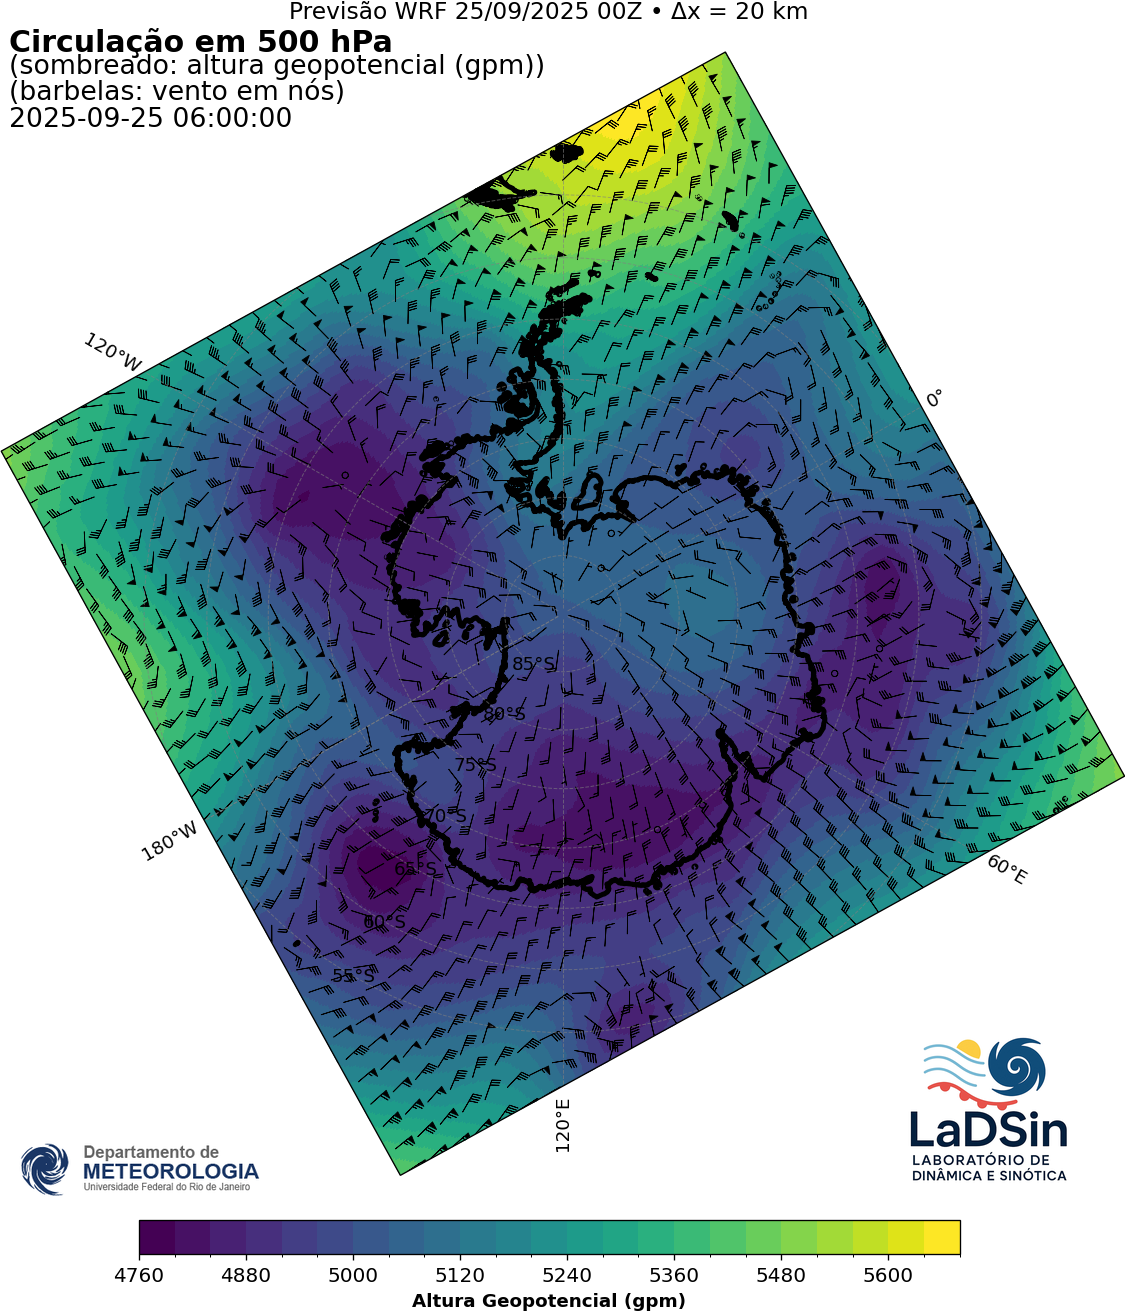 Previsão WRF 25/09/2025 00Z • Δx = 20 km
Circulação em 500 hPa
(sombreado: altura geopotencial (gpm))
(barbelas: vento em nós)
2025-09-25 06:00:00
120°W
0°
85°S
80°S
75°S
70°S
180°W
65°S
60°E
60°S
55°S
120°E
LaDSin
LABORATÓRIO DE
DINÂMICA E SINÓTICA
Departamento de
METEOROLOGIA
Universidade Federal do Rio de Janeiro
4760 4880 5000 5120 5240 5360 5480 5600
Altura Geopotencial (gpm)